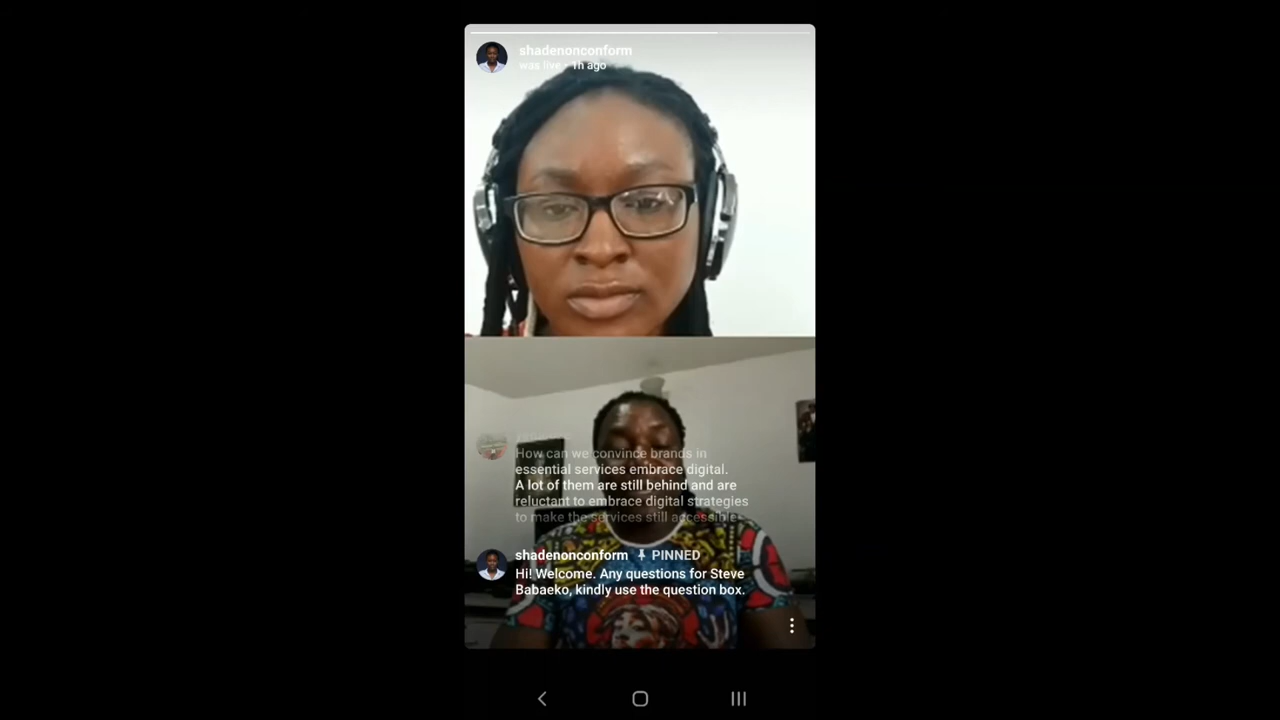 shadenonconform
was live • 1h ago
How can we convince brands in
essential services embrace digital.
A lot of them are still behind and are
reluctant to embrace digital strategies
to make the services still accessible
shadenonconform PINNED
Hi! Welcome. Any questions for Steve
Babaeko, kindly use the question box.